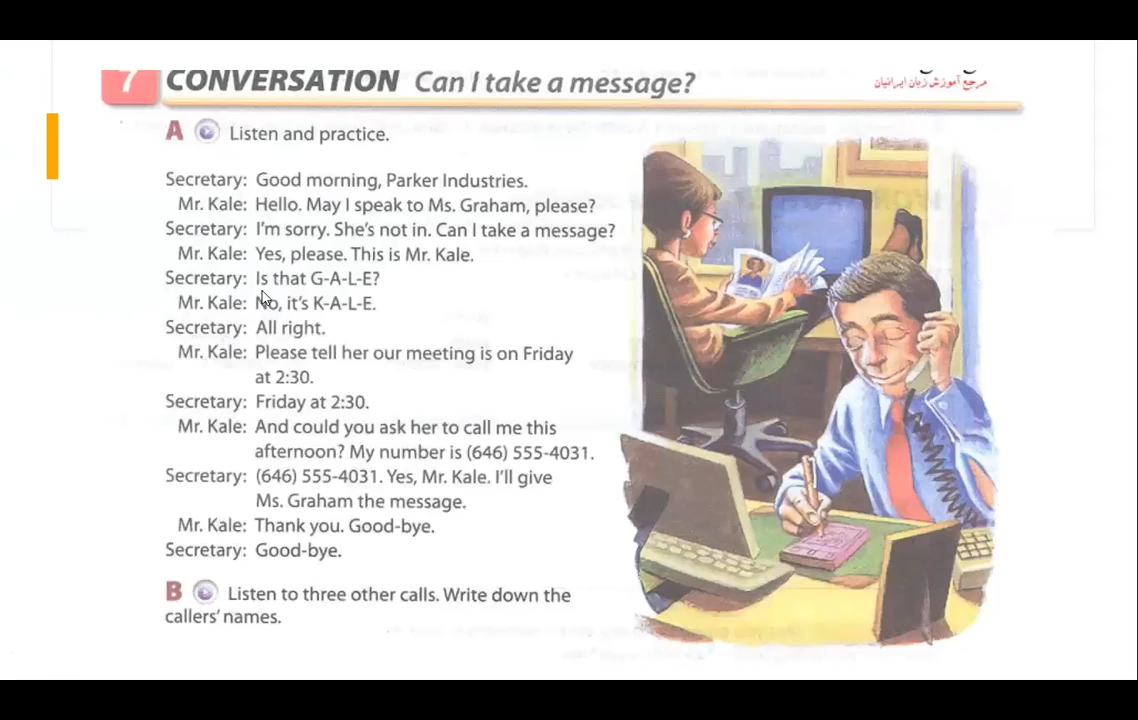 7 CONVERSATION Can I take a message?
مرجع آموزش زبان ایرانیان
A Listen and practice.
Secretary: Good morning, Parker Industries.
Mr. Kale: Hello. May I speak to Ms. Graham, please?
Secretary: I'm sorry. She's not in. Can I take a message?
Mr. Kale: Yes, please. This is Mr. Kale.
Secretary: Is that G-A-L-E?
Mr. Kale: No, it's K-A-L-E.
Secretary: All right.
Mr. Kale: Please tell her our meeting is on Friday
at 2:30.
Secretary: Friday at 2:30.
Mr. Kale: And could you ask her to call me this
afternoon? My number is (646) 555-4031.
Secretary: (646) 555-4031. Yes, Mr. Kale. I'll give
Ms. Graham the message.
Mr. Kale: Thank you. Good-bye.
Secretary: Good-bye.
B Listen to three other calls. Write down the
callers' names.